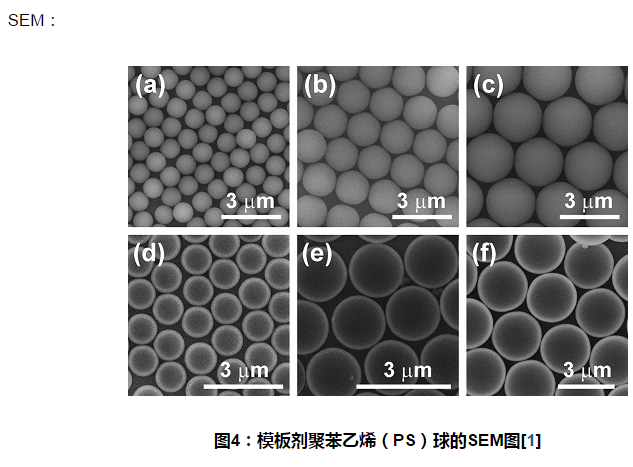 SEM：
(a) (b) (c)
3 μm 3 μm 3 μm
(d) (e) (f)
3 μm 3 μm 3 μm
图4：模板剂聚苯乙烯（PS）球的SEM图[1]